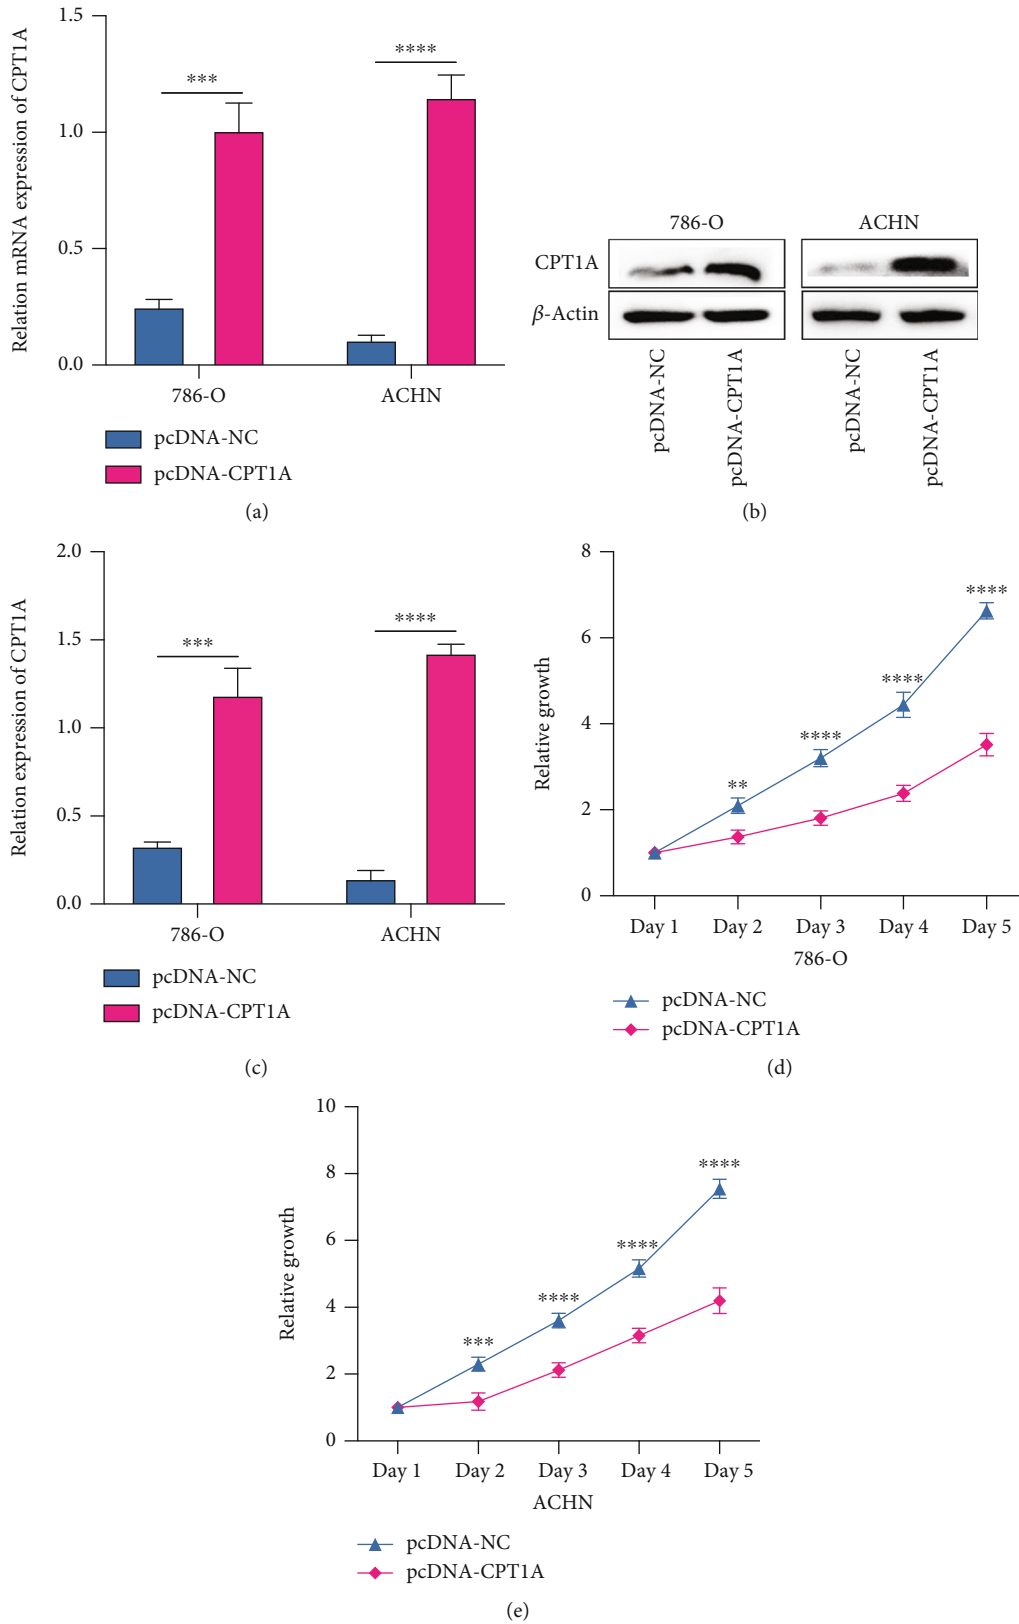 Relation mRNA expression of CPT1A
1.5
1.0
0.5
0.0
***
****
786-O
ACHN
pcDNA-NC
pcDNA-CPT1A
(a)
786-O
ACHN
CPT1A
β-Actin
pcDNA-NC
pcDNA-CPT1A
pcDNA-NC
pcDNA-CPT1A
(b)
Relation expression of CPT1A
2.0
1.5
1.0
0.5
0.0
***
****
786-O
ACHN
pcDNA-NC
pcDNA-CPT1A
(c)
Relative growth
8
6
4
2
0
**
****
****
****
Day 1 Day 2 Day 3 Day 4 Day 5
786-O
pcDNA-NC
pcDNA-CPT1A
(d)
Relative growth
10
8
6
4
2
0
***
****
****
****
Day 1 Day 2 Day 3 Day 4 Day 5
ACHN
pcDNA-NC
pcDNA-CPT1A
(e)